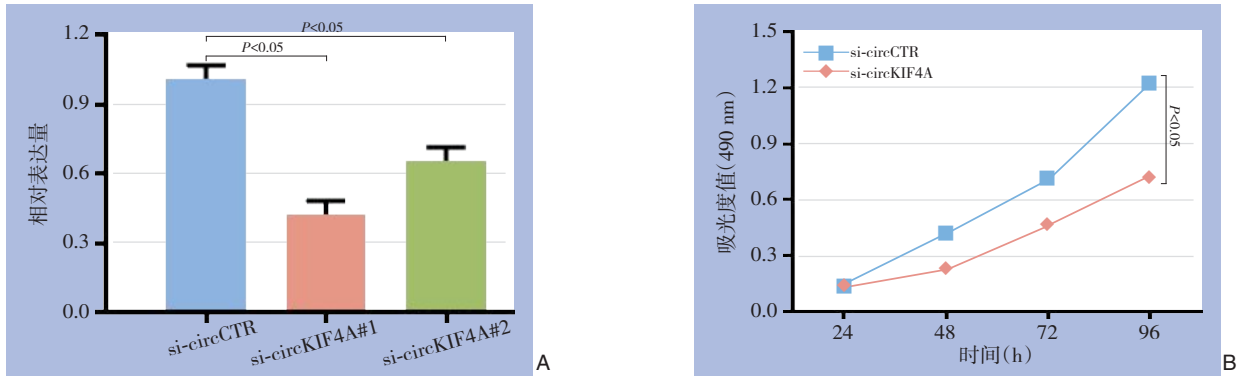 1.2
0.9
0.6
0.3
0.0
相对表达量
P<0.05
P<0.05
si-circCTR
si-circKIF4A#1
si-circKIF4A#2
A
1.5
1.2
0.9
0.6
0.3
0.0
吸光度值(490 nm)
si-circCTR
si-circKIF4A
P<0.05
24 48 72 96
时间(h)
B